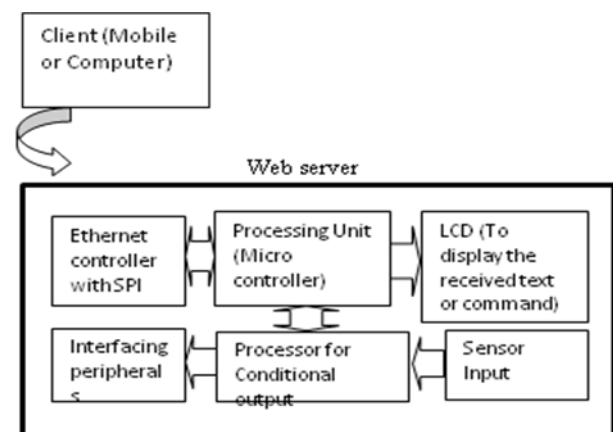 Client (Mobile
or Computer)
Web server
Ethernet
controller
with SPI
Processing Unit
(Micro
controller)
LCD (To
display the
received text
or command)
Interfacing
peripheral
s
Processor for
Conditional
output
Sensor
Input